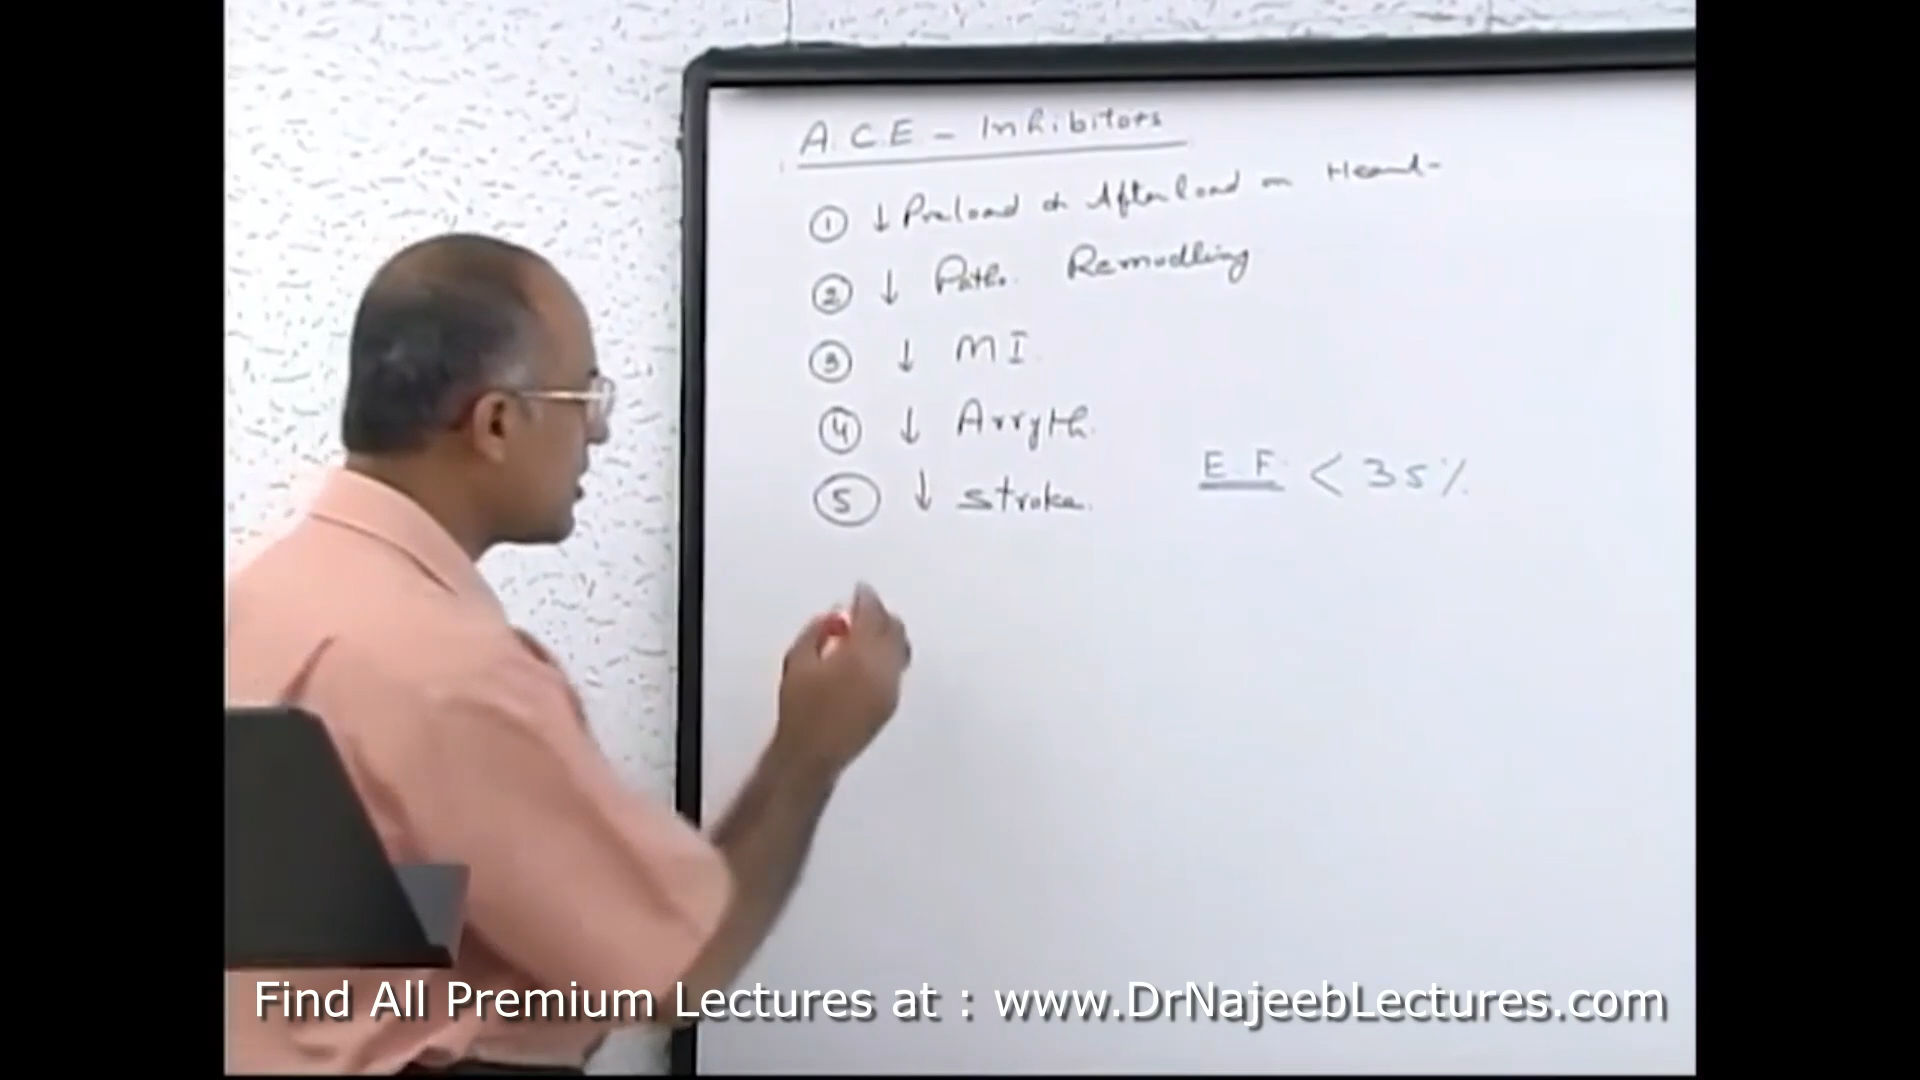 A.C.E - Inhibitors
① ↓ Preload & Afterload on Heart
② ↓ Patho. Remodling
③ ↓ MI
④ ↓ Arryth.
⑤ ↓ stroke.
E F < 35%
Find All Premium Lectures at : www.DrNajeebLectures.com